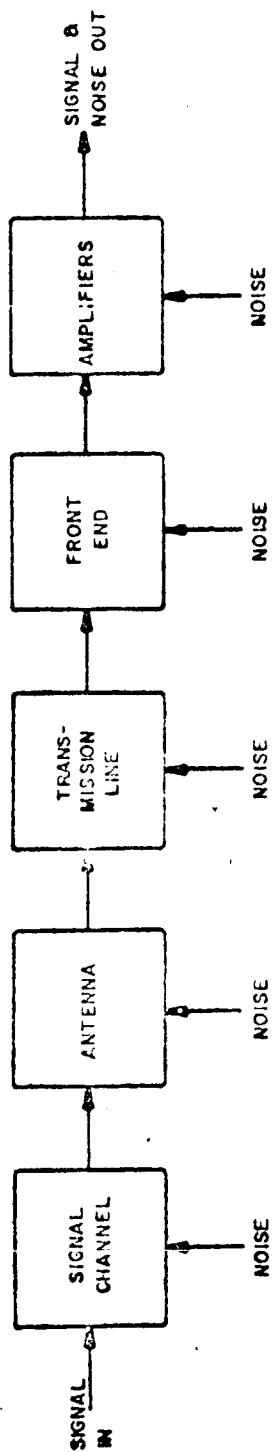 SIGNAL
IN
SIGNAL
CHANNEL
NOISE
ANTENNA
NOISE
TRANS-
MISSION
LINE
NOISE
FRONT
END
NOISE
AMPLIFIERS
NOISE
SIGNAL &
NOISE OUT